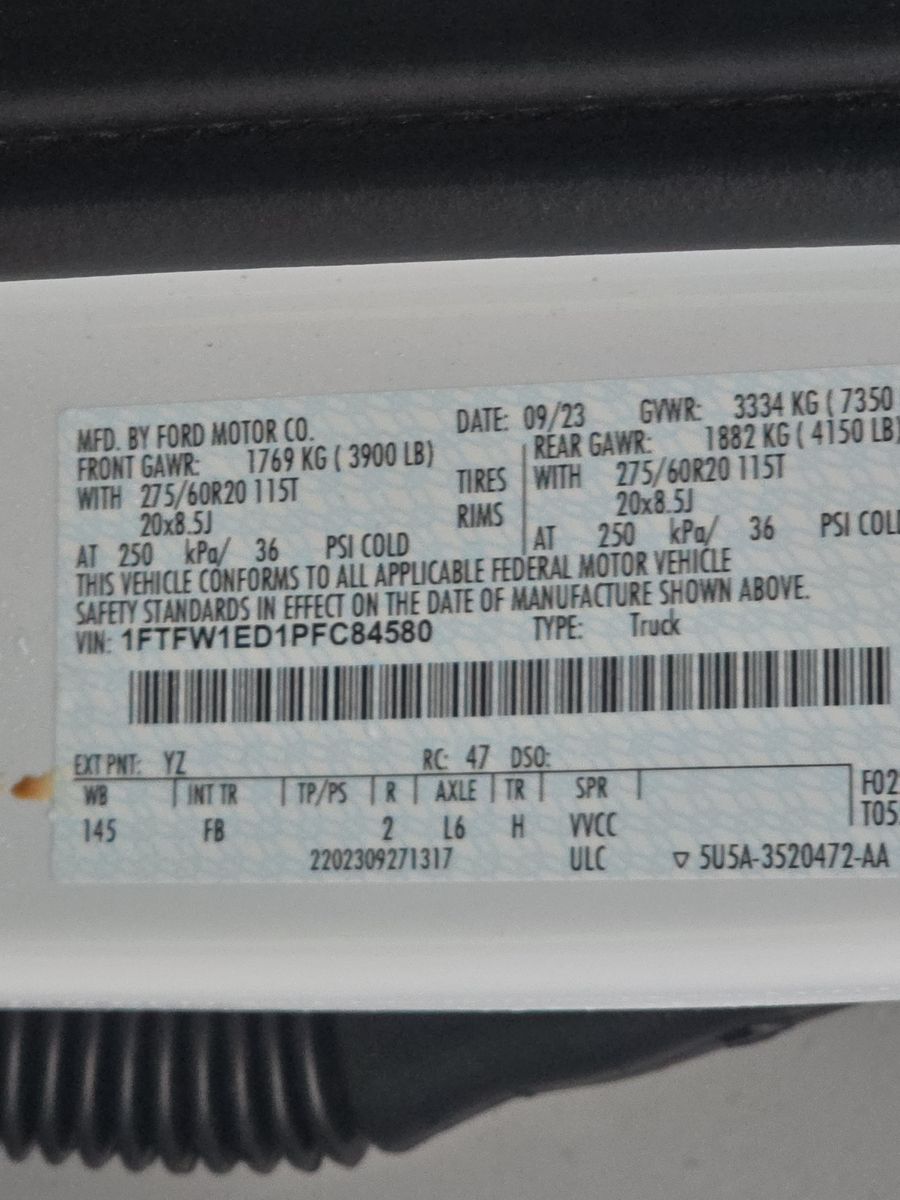 MFD. BY FORD MOTOR CO. DATE: 09/23 GVWR: 3334 KG ( 7350
FRONT GAWR: 1769 KG ( 3900 LB) REAR GAWR: 1882 KG ( 4150 LB)
WITH 275/60R20 115T TIRES WITH 275/60R20 115T
20x8.5J RIMS 20x8.5J
AT 250 kPa/ 36 PSI COLD AT 250 kPa/ 36 PSI COL
THIS VEHICLE CONFORMS TO ALL APPLICABLE FEDERAL MOTOR VEHICLE
SAFETY STANDARDS IN EFFECT ON THE DATE OF MANUFACTURE SHOWN ABOVE.
VIN: 1FTFW1ED1PFC84580 TYPE: Truck
EXT PNT: YZ RC: 47 DSO:
WB INT TR TP/PS R AXLE TR SPR F02
145 FB 2 L6 H VVCC T05
2202309271317 ULC ▽ 5U5A-3520472-AA